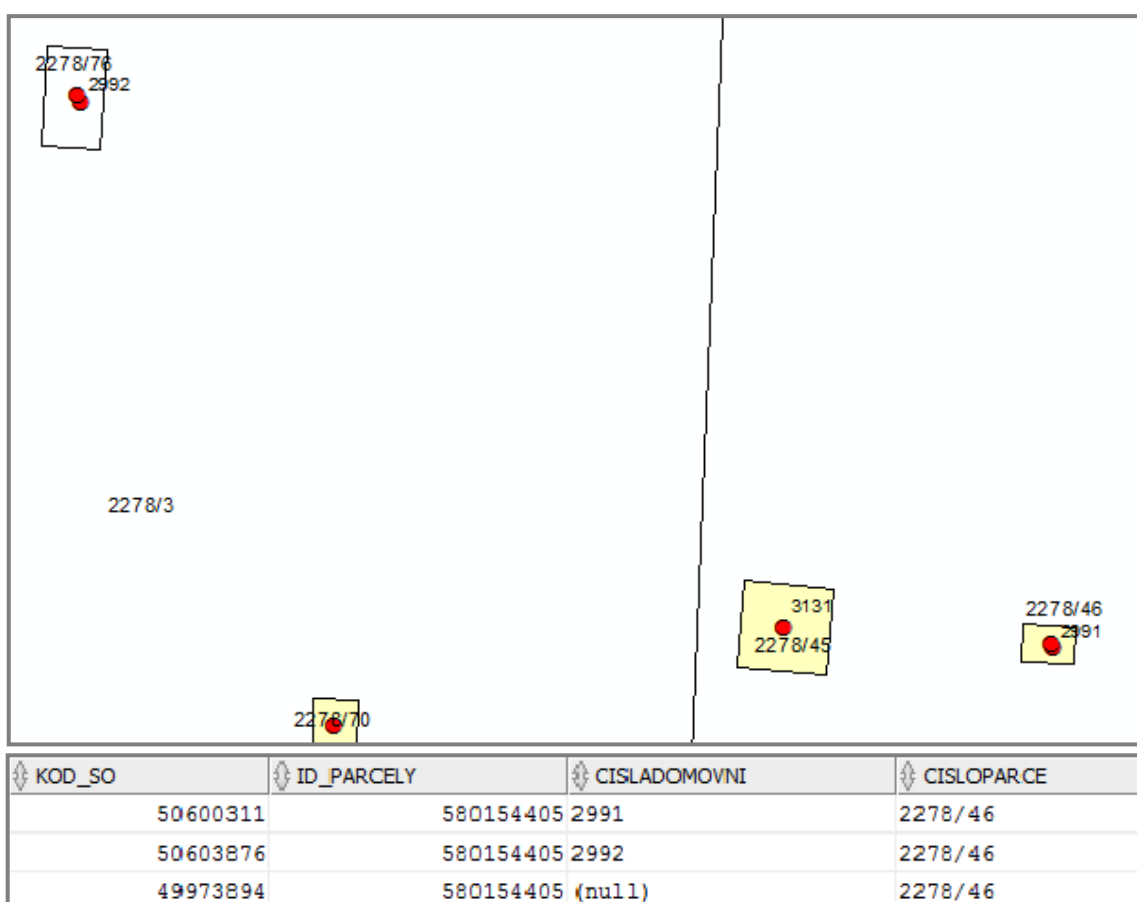 2278/76
2992
2278/3
3131
2278/46
2991
2278/45
2278/70
KOD_SO ID_PARCELY CISLADOMOVNI CISLOPARCE
50600311 580154405 2991 2278/46
50603876 580154405 2992 2278/46
49973894 580154405 (null) 2278/46